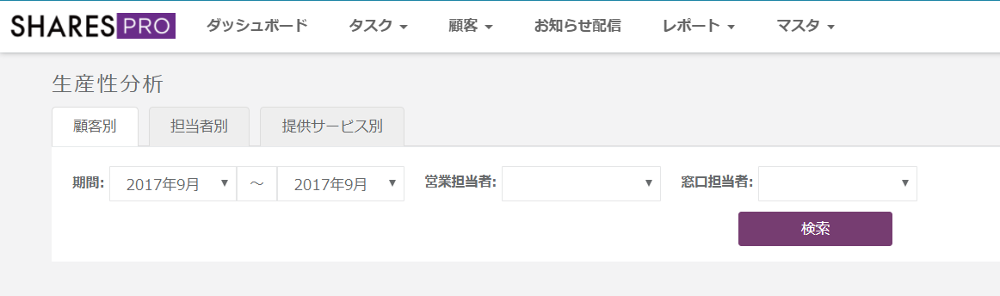 SHARES PRO ダッシュボード タスク 顧客 お知らせ配信 レポート マスタ
生産性分析
顧客別 担当者別 提供サービス別
期間: 2017年9月 ～ 2017年9月 営業担当者: 窓口担当者:
検索